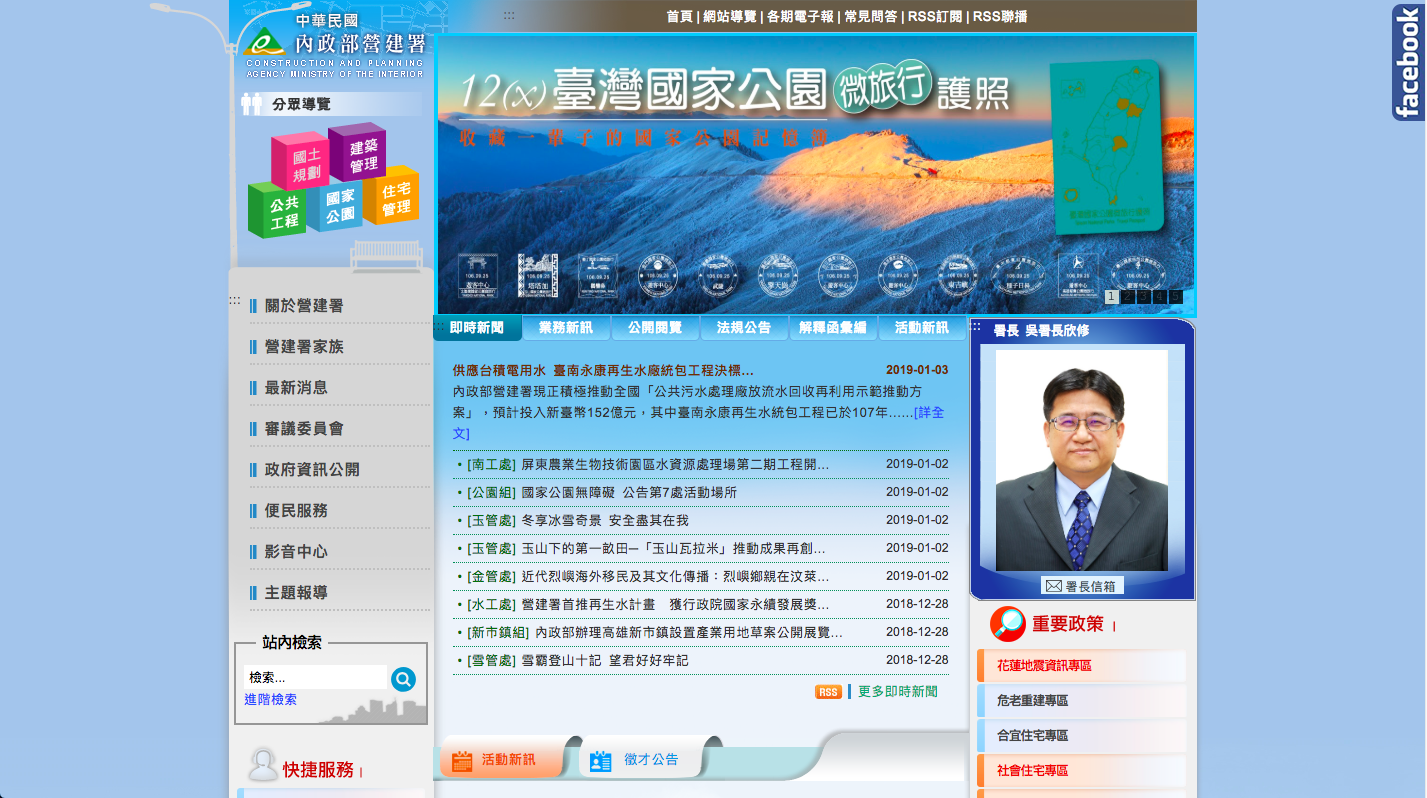 中華民國
內政部營建署
CONSTRUCTION AND PLANNING
AGENCY MINISTRY OF THE INTERIOR
:::
首頁 | 網站導覽 | 各期電子報 | 常見問答 | RSS訂閱 | RSS聯播
facebook
分眾導覽
國土規劃
建築管理
公共工程
國家公園
住宅管理
12(x)臺灣國家公園微旅行護照
收藏一輩子的國家公園記憶簿
106.09.25
遊客中心
塔塔加
1 2 3 4 5
:::
關於營建署
營建署家族
最新消息
審議委員會
政府資訊公開
便民服務
影音中心
主題報導
站內檢索
檢索...
進階檢索
快捷服務 |
:::
即時新聞
業務新訊
公開閱覽
法規公告
解釋函彙編
活動新訊
供應台積電用水 臺南永康再生水廠統包工程決標... 2019-01-03
內政部營建署現正積極推動全國「公共污水處理廠放流水回收再利用示範推動方
案」，預計投入新臺幣152億元，其中臺南永康再生水統包工程已於107年......[詳全
文]
• [南工處] 屏東農業生物技術園區水資源處理場第二期工程開... 2019-01-02
• [公園組] 國家公園無障礙 公告第7處活動場所 2019-01-02
• [玉管處] 冬享冰雪奇景 安全盡其在我 2019-01-02
• [玉管處] 玉山下的第一畝田─「玉山瓦拉米」推動成果再創... 2019-01-02
• [金管處] 近代烈嶼海外移民及其文化傳播：烈嶼鄉親在汶萊... 2019-01-02
• [水工處] 營建署首推再生水計畫　獲行政院國家永續發展獎... 2018-12-28
• [新市鎮組] 內政部辦理高雄新市鎮設置產業用地草案公開展覽... 2018-12-28
• [雪管處] 雪霸登山十記 望君好好牢記 2018-12-28
RSS
更多即時新聞
活動新訊
徵才公告
:::
署長 吳署長欣修
署長信箱
重要政策 |
花蓮地震資訊專區
危老重建專區
合宜住宅專區
社會住宅專區